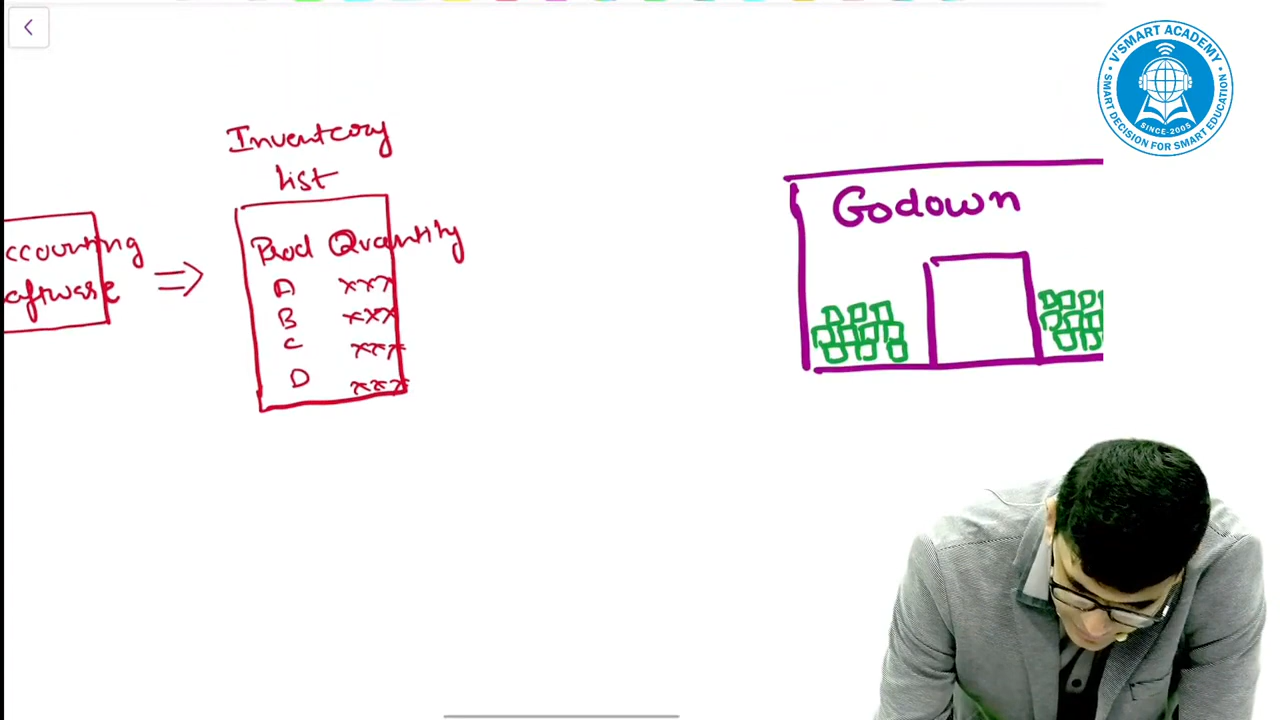 V'SMART ACADEMY
SMART DECISION FOR SMART EDUCATION
SINCE-2005
Inventory
List
Prod Quantity
A xxx
B xxx
C xxx
D xxx
ccounting
oftware
Godown